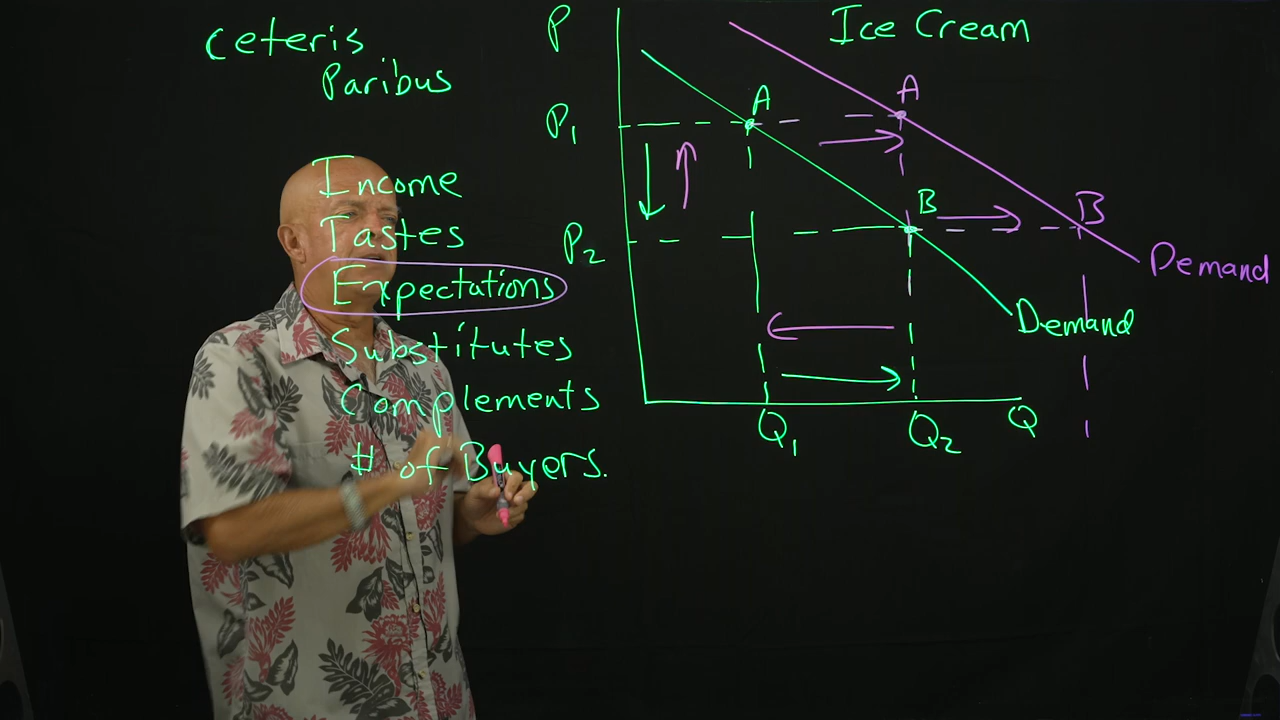 Ceteris
Paribus
Income
Tastes
Expectations
Substitutes
Complements
# of Buyers.
Ice Cream
P
P1
P2
A
A
B
B
Demand
Demand
Q1
Q2
Q